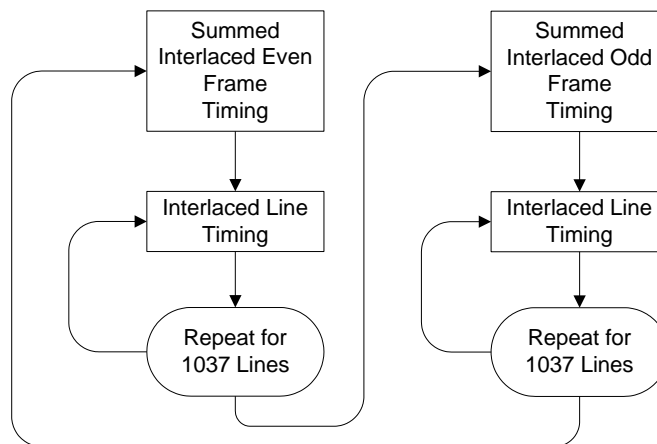 Summed
Interlaced Even
Frame
Timing
Interlaced Line
Timing
Repeat for
1037 Lines
Summed
Interlaced Odd
Frame
Timing
Interlaced Line
Timing
Repeat for
1037 Lines